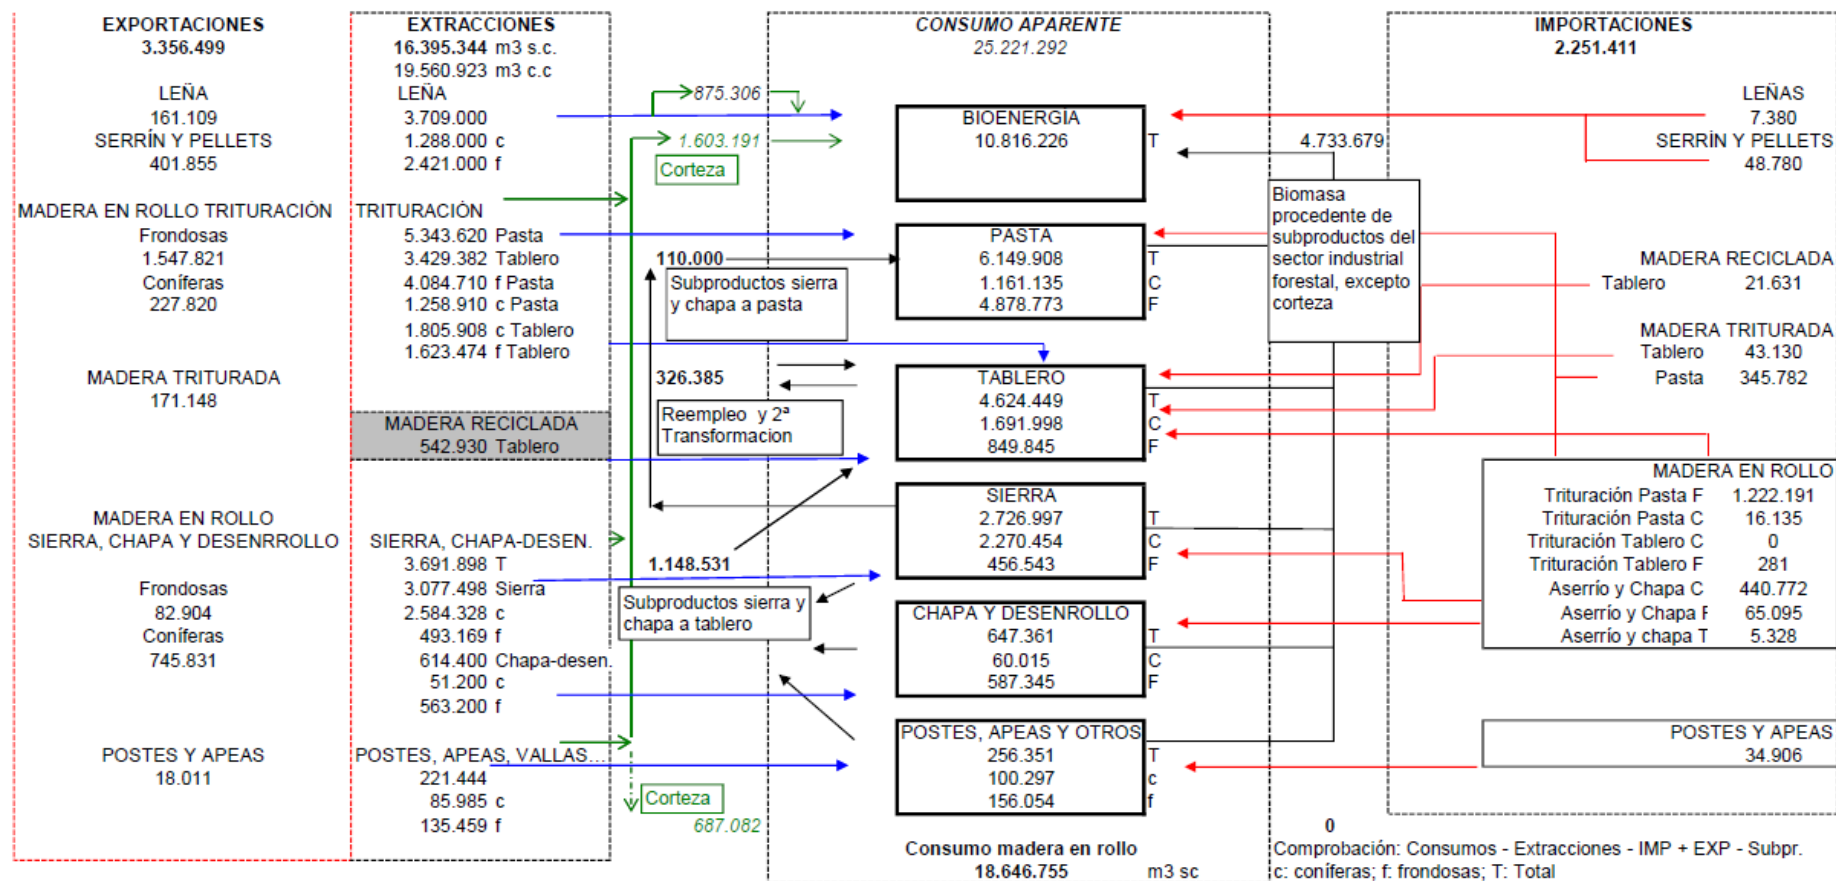 EXPORTACIONES
3.356.499
LEÑA
161.109
SERRÍN Y PELLETS
401.855
MADERA EN ROLLO TRITURACIÓN
Frondosas
1.547.821
Coníferas
227.820
MADERA TRITURADA
171.148
MADERA EN ROLLO
SIERRA, CHAPA Y DESENRROLLO
Frondosas
82.904
Coníferas
745.831
POSTES Y APEAS
18.011
EXTRACCIONES
16.395.344 m3 s.c.
19.560.923 m3 c.c
LEÑA
3.709.000
1.288.000 c
2.421.000 f
TRITURACIÓN
5.343.620 Pasta
3.429.382 Tablero
4.084.710 f Pasta
1.258.910 c Pasta
1.805.908 c Tablero
1.623.474 f Tablero
MADERA RECICLADA
542.930 Tablero
SIERRA, CHAPA-DESEN.
3.691.898 T
3.077.498 Sierra
2.584.328 c
493.169 f
614.400 Chapa-desen.
51.200 c
563.200 f
POSTES, APEAS, VALLAS...
221.444
85.985 c
135.459 f
875.306
1.603.191
Corteza
110.000
Subproductos sierra
y chapa a pasta
326.385
Reempleo y 2ª
Transformacion
1.148.531
Subproductos sierra y
chapa a tablero
Corteza
687.082
CONSUMO APARENTE
25.221.292
BIOENERGÍA
10.816.226 T
PASTA
6.149.908 T
1.161.135 C
4.878.773 F
TABLERO
4.624.449 T
1.691.998 C
849.845 F
SIERRA
2.726.997 T
2.270.454 C
456.543 F
CHAPA Y DESENROLLO
647.361 T
60.015 C
587.345 F
POSTES, APEAS Y OTROS
256.351 T
100.297 c
156.054 f
Consumo madera en rollo
18.646.755 m3 sc
4.733.679
Biomasa
procedente de
subproductos del
sector industrial
forestal, excepto
corteza
IMPORTACIONES
2.251.411
LEÑAS
7.380
SERRÍN Y PELLETS
48.780
MADERA RECICLADA
Tablero 21.631
MADERA TRITURADA
Tablero 43.130
Pasta 345.782
MADERA EN ROLLO
Trituración Pasta F 1.222.191
Trituración Pasta C 16.135
Trituración Tablero C 0
Trituración Tablero F 281
Aserrío y Chapa C 440.772
Aserrío y Chapa F 65.095
Aserrío y chapa T 5.328
POSTES Y APEAS
34.906
0
Comprobación: Consumos - Extracciones - IMP + EXP - Subpr.
c: coníferas; f: frondosas; T: Total